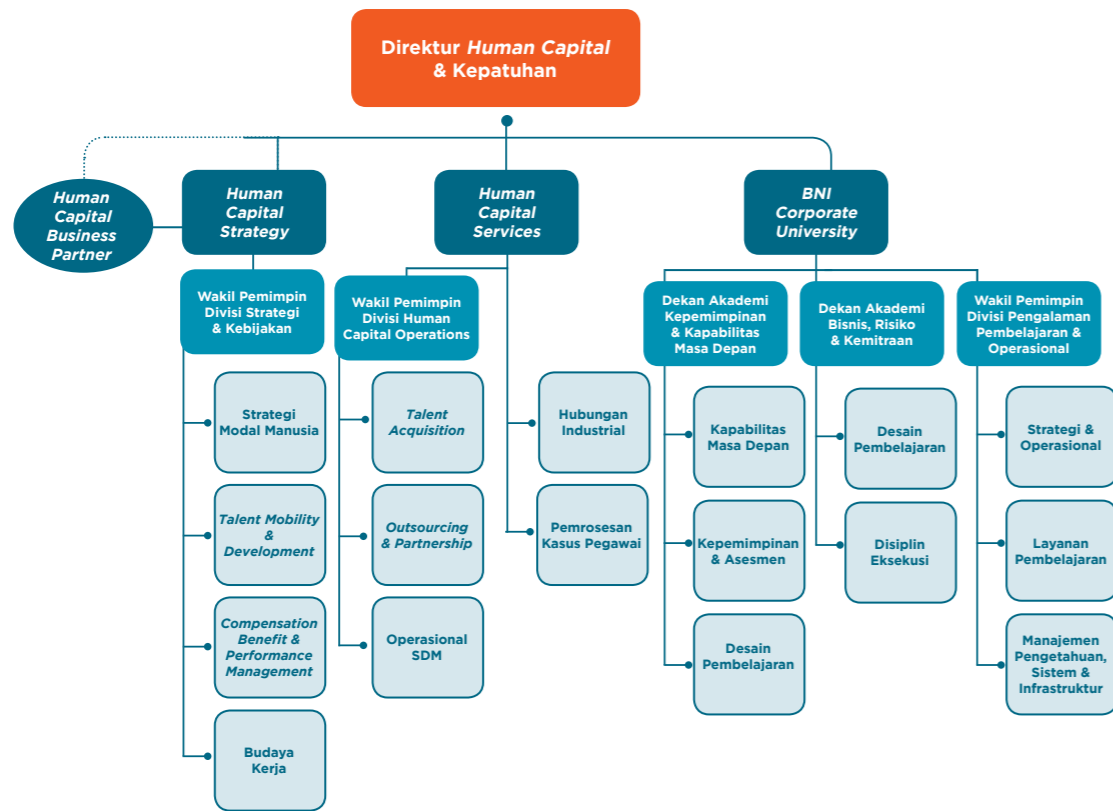 Direktur Human Capital
& Kepatuhan
Human
Capital
Business
Partner
Human
Capital
Strategy
Human
Capital
Services
BNI
Corporate
University
Wakil Pemimpin
Divisi Strategi
& Kebijakan
Wakil Pemimpin
Divisi Human
Capital Operations
Dekan Akademi
Kepemimpinan
& Kapabilitas
Masa Depan
Dekan Akademi
Bisnis, Risiko
& Kemitraan
Wakil Pemimpin
Divisi Pengalaman
Pembelajaran &
Operasional
Strategi
Modal Manusia
Talent Mobility
& Development
Compensation
Benefit &
Performance
Management
Budaya
Kerja
Talent
Acquisition
Outsourcing
& Partnership
Operasional
SDM
Hubungan
Industrial
Pemrosesan
Kasus Pegawai
Kapabilitas
Masa Depan
Kepemimpinan
& Asesmen
Desain
Pembelajaran
Desain
Pembelajaran
Disiplin
Eksekusi
Strategi &
Operasional
Layanan
Pembelajaran
Manajemen
Pengetahuan,
Sistem &
Infrastruktur